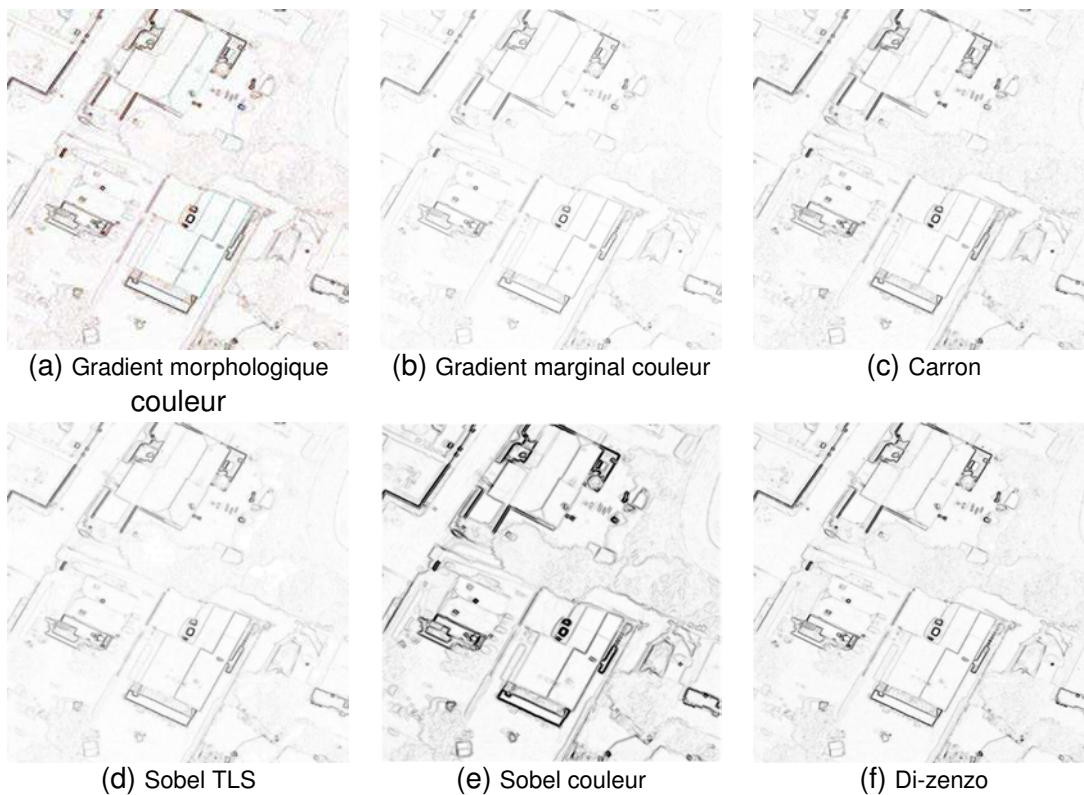 (a) Gradient morphologique
couleur
(b) Gradient marginal couleur
(c) Carron
(d) Sobel TLS
(e) Sobel couleur
(f) Di-zenzo